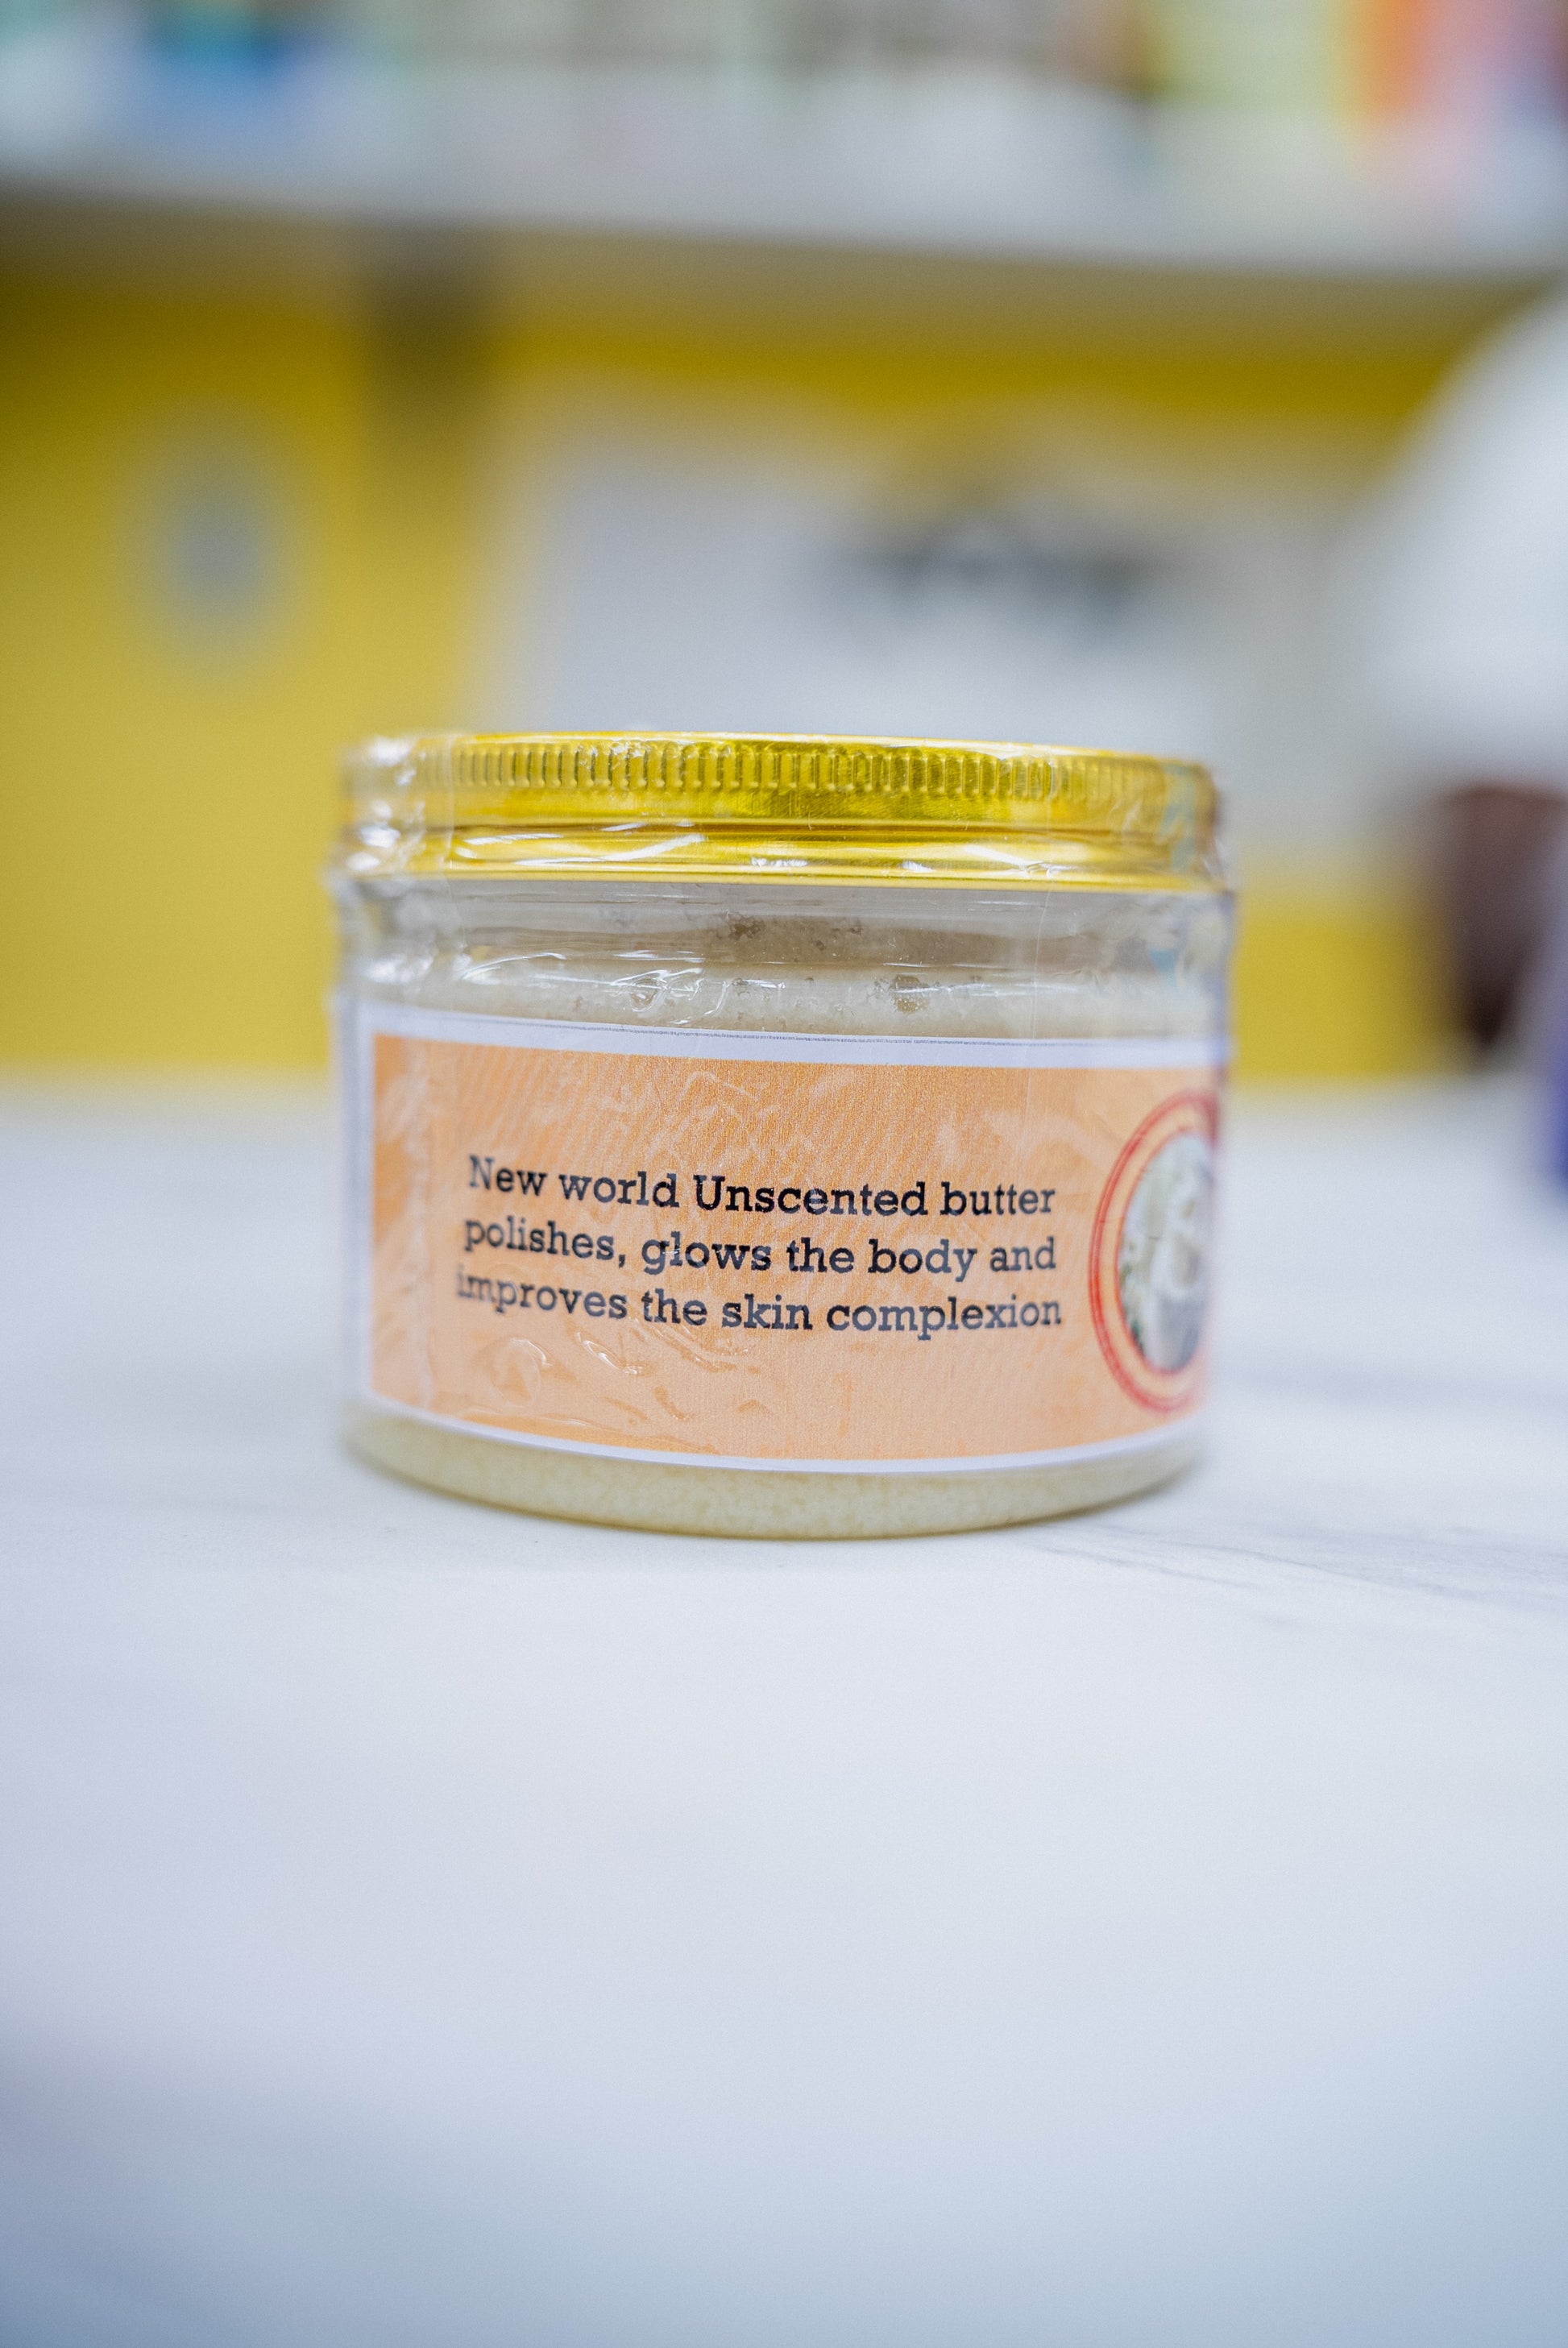 New world Unscented butter
polishes, glows the body and
improves the skin complexion